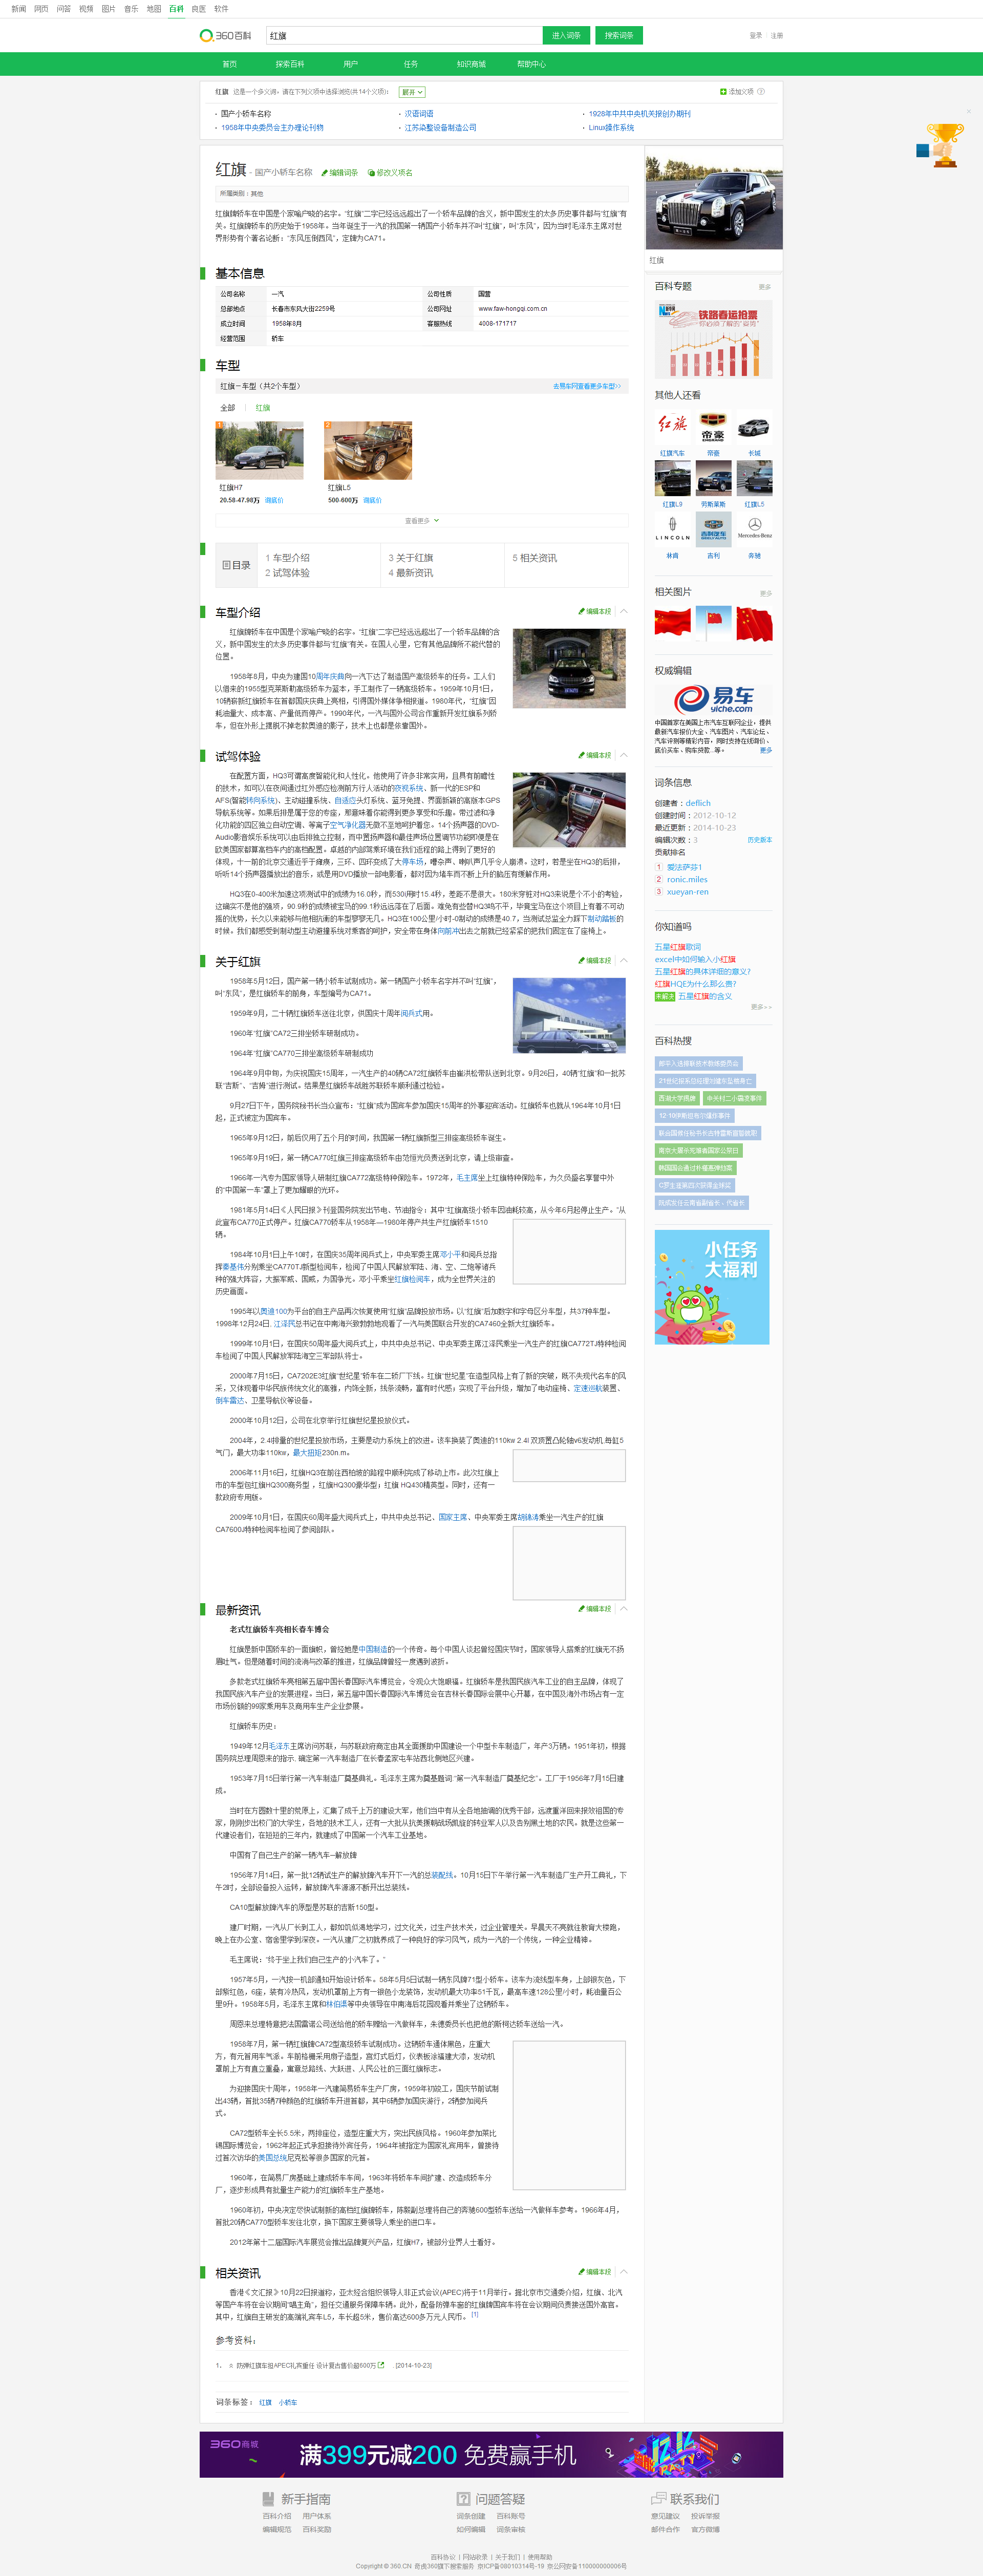 新闻 网页 问答 视频 图片 音乐 地图 百科 良医 软件
360百科
红旗
进入词条
搜索词条
登录 注册
首页 探索百科 用户 任务 知识商城 帮助中心
红旗 这是一个多义词，请在下列义项中选择浏览(共14个义项)：
展开
添加义项
国产小轿车名称
汉语词语
1928年中共中央机关报创办期刊
1958年中央委员会主办理论刊物
江苏染整设备制造公司
Linux操作系统
红旗 - 国产小轿车名称
编辑词条
修改义项名
所属类别：其他
红旗牌轿车在中国是个家喻户晓的名字。“红旗”二字已经远远超出了一个轿车品牌的含义，新中国发生的太多历史事件都与“红旗”有
关。红旗牌轿车的历史始于1958年。当年诞生于一汽的我国第一辆国产小轿车并不叫“红旗”，叫“东风”，因为当时毛泽东主席对世
界形势有个著名论断：“东风压倒西风”，定牌为CA71。
红旗
基本信息
公司名称 一汽 公司性质 国营
总部地点 长春市东风大街2259号 公司网址 www.faw-hongqi.com.cn
成立时间 1958年8月 客服热线 4008-171717
经营范围 轿车
车型
红旗－车型（共2个车型）
去易车网查看更多车型>>
全部 红旗
1
2
红旗H7
20.58-47.98万 询底价
红旗L5
500-600万 询底价
查看更多
目录
1 车型介绍
2 试驾体验
3 关于红旗
4 最新资讯
5 相关资讯
车型介绍
编辑本段
红旗牌轿车在中国是个家喻户晓的名字。“红旗”二字已经远远超出了一个轿车品牌的含
义，新中国发生的太多历史事件都与“红旗”有关。在国人心里，它有其他品牌所不能代替的
位置。
1958年8月，中央为建国10周年庆典向一汽下达了制造国产高级轿车的任务。工人们
以借来的1955型克莱斯勒高级轿车为蓝本，手工制作了一辆高级轿车。1959年10月1日，
10辆崭新红旗轿车在首都国庆庆典上亮相，引得国外媒体争相报道。1980年代，“红旗”因
耗油量大、成本高、产量低而停产。1990年代，一汽与国外公司合作重新开发红旗系列轿
车，但在外形上摆脱不掉老款奥迪的影子，技术上也都是依靠国外。
试驾体验
编辑本段
在配置方面，HQ3可谓高度智能化和人性化，他使用了许多非常实用，且具有前瞻性
的技术，如可以在夜间通过红外感应检测前方行人活动的夜视系统、新一代的ESP和
AFS(智能转向系统)、主动碰撞系统、自适应头灯系统、蓝牙免提、界面新颖的高版本GPS
导航系统等。如果后排是属于您的专座，那意味着你能得到更多享受和乐趣。带过滤和净
化功能的四区独立自动空调，等离子空气净化器无微不至地呵护着您。14个扬声器的DVD-
Audio影音娱乐系统可以由后排独立控制，而中置扬声器和最佳声场位置调节功能即便是在
欧美国家都算高档车内的高档配置。卓越的内部驾乘环境在我们近程的路上得到了更好的
体现，十一前的北京交通近乎于瘫痪，三环、四环变成了大停车场，嘈杂声、喇叭声几乎令人崩溃。这时，若是坐在HQ3的后排，
听听14个扬声器播放出的音乐，或是用DVD播放一部电影看，都对因为堵车而不断上升的脑压有所缓解。
HQ3在0-400米加速这项测试中的成绩为16.0秒，而530i用时15.4秒，差距不是很大。180米穿桩对HQ3来说是个不小的考验，
这确实不是他的强项，90.9秒的成绩被宝马的99.1秒远远落在了后面。难免有些替HQ3鸣不平，毕竟宝马在这个项目上有着不可动
摇的优势，长久以来能够与他相抗衡的车型寥寥无几。HQ3在100公里/小时-0制动的成绩是40.7，当测试总监全力踩下制动踏板的
时候，我们都感受到制动型主动避撞系统对乘客的呵护，安全带在身体向前冲出去之前就已经紧紧的把我们固定在了座椅上。
关于红旗
编辑本段
1958年5月12日，国产第一辆小轿车试制成功。第一辆国产小轿车名字并不叫“红旗”，
叫“东风”，是红旗轿车的前身，车型编号为CA71。
1959年9月，二十辆红旗轿车送往北京，供国庆十周年阅兵式用。
1960年“红旗”CA72三排坐轿车研制成功。
1964年“红旗”CA770三排坐高级轿车研制成功
1964年9月中旬，为庆祝国庆15周年，一汽生产的40辆CA72红旗轿车由崔洪松带队送到北京。9月26日，40辆“红旗”和一批苏
联“吉斯”、“吉姆”进行测试。结果是红旗轿车战胜苏联轿车顺利通过检验。
9月27日下午，国务院秘书长当众宣布：“红旗”成为国宾车参加国庆15周年的外事迎宾活动。红旗轿车也就从1964年10月1日
起，正式被定为国宾车。
1965年9月12日，前后仅用了五个月的时间，我国第一辆红旗新型三排座高级轿车诞生。
1965年9月19日，第一辆CA770红旗三排座高级轿车由范恒光负责送到北京，请上级审查。
1966年一汽专为国家领导人研制红旗CA772高级特种保险车。1972年，毛主席坐上红旗特种保险车，为久负盛名享誉中外
的“中国第一车”罩上了更加耀眼的光环。
1981年5月14日《人民日报》刊登国务院发出节电、节油指令：其中“红旗高级小轿车因油耗较高，从今年6月起停止生产。”从
此宣布CA770正式停产。红旗CA770轿车从1958年—1980年停产共生产红旗轿车1510
辆。
1984年10月1日上午10时，在国庆35周年阅兵式上，中央军委主席邓小平和阅兵总指
挥秦基伟分别乘坐CA770TJ新型检阅车，检阅了中国人民解放军陆、海、空、二炮等诸兵
种的强大阵容，大振军威、国威，为国争光。邓小平乘坐红旗检阅车，成为全世界关注的
历史画面。
1995年以奥迪100为平台的自主产品再次恢复使用“红旗”品牌投放市场。以“红旗”后加数字和字母区分车型，共37种车型。
1998年12月24日, 江泽民总书记在中南海兴致勃勃地观看了一汽与美国联合开发的CA7460全新大红旗轿车。
1999年10月1日，在国庆50周年盛大阅兵式上，中共中央总书记、中央军委主席江泽民乘坐一汽生产的红旗CA772TJ特种检阅
车检阅了中国人民解放军陆海空三军部队将士。
2000年7月15日，CA7202E3红旗“世纪星”轿车在二轿厂下线。红旗“世纪星”在造型风格上有了新的突破，既不失现代名车的风
采，又体现着中华民族传统文化的高雅，内饰全新，线条流畅，富有时代感；实现了平台升级，增加了电动座椅、定速巡航装置、
倒车雷达、卫星导航仪等设备。
2000年10月12日，公司在北京举行红旗世纪星投放仪式。
2004年，2.4l排量的世纪星投放市场，主要是动力系统上的改进。该车换装了奥迪的110kw 2.4l 双顶置凸轮轴v6发动机,每缸5
气门，最大功率110kw，最大扭矩230n.m。
2006年11月16日，红旗HQ3在前往西柏坡的路程中顺利完成了移动上市。此次红旗上
市的车型包红旗HQ300商务型 ，红旗HQ300豪华型；红旗 HQ430精英型。同时，还有一
款政府专用版。
2009年10月1日，在国庆60周年盛大阅兵式上，中共中央总书记、国家主席、中央军委主席胡锦涛乘坐一汽生产的红旗
CA7600J特种检阅车检阅了参阅部队。
最新资讯
编辑本段
老式红旗轿车亮相长春车博会
红旗是新中国轿车的一面旗帜，曾经她是中国制造的一个传奇。每个中国人谈起曾经国庆节时，国家领导人搭乘的红旗无不扬
眉吐气。但是随着时间的流淌与改革的推进，红旗品牌曾经一度遇到波折。
多款老式红旗轿车亮相第五届中国长春国际汽车博览会，令观众大饱眼福。红旗轿车是我国民族汽车工业的自主品牌，体现了
我国民族汽车产业的发展进程。当日，第五届中国长春国际汽车博览会在吉林长春国际会展中心开幕，在中国及海外市场占有一定
市场份额的96家乘用车及商用车生产企业参展。
红旗轿车历史：
1949年12月毛泽东主席访问苏联，与苏联政府商定由其全面援助中国建设一个中型卡车制造厂，年产3万辆。1951年初，根据
国务院总理周恩来的指示, 确定第一汽车制造厂在长春孟家屯车站西北侧地区兴建。
1953年7月15日举行第一汽车制造厂奠基典礼。毛泽东主席为奠基题词:“第一汽车制造厂奠基纪念”。工厂于1956年7月15日建
成。
当时在方圆数十里的荒原上，汇集了成千上万的建设大军，他们当中有从全各地抽调的优秀干部，远渡重洋回来报效祖国的专
家，刚刚步出校门的大学生，各地的技术工人，还有一大批从抗美援朝战场凯旋的转业军人以及告别黑土地的农民。就是这些第一
代建设者们，在短短的三年内，就建成了中国第一个汽车工业基地。
中国有了自己生产的第一辆汽车--解放牌
1956年7月14日，第一批12辆试生产的解放牌汽车开下一汽的总装配线。10月15日下午举行第一汽车制造厂生产开工典礼，下
午2时，全部设备投入运转，解放牌汽车源源不断开出总装线。
CA10型解放牌汽车的原型是苏联的吉斯150型。
建厂时期，一汽从厂长到工人，都如饥似渴地学习，过文化关，过生产技术关，过企业管理关。早晨天不亮就往教育大楼跑，
晚上在办公室、宿舍里学到深夜。一汽从建厂之初就养成了一种良好的学习风气，成为一汽的一个传统，一种企业精神。
毛主席说：“终于坐上我们自己生产的小汽车了。”
1957年5月，一汽按一机部通知开始设计轿车。58年5月5日试制一辆东风牌71型小轿车。该车为流线型车身，上部银灰色，下
部紫红色，6座，装有冷热风，发动机罩前上方有一银色小龙装饰，发动机最大功率51千瓦，最高车速128公里/小时，耗油量百公
里9升。1958年5月，毛泽东主席和林伯渠等中央领导在中南海后花园观看并乘坐了这辆轿车。
周恩来总理特意把法国雷诺公司送给他的轿车赠给一汽做样车，朱德委员长也把他的斯柯达轿车送给一汽。
1958年7月，第一辆红旗牌CA72型高级轿车试制成功。这辆轿车通体黑色，庄重大
方，有元首用车气派。车前格栅采用扇子造型，宫灯式后灯，仪表板涂福建大漆，发动机
罩前上方有直立重叠，寓意总路线、大跃进、人民公社的三面红旗标志。
为迎接国庆十周年，1958年一汽建简易轿车生产厂房，1959年初竣工，国庆节前试制
出43辆，首批35辆7种颜色的红旗轿车开进首都，其中6辆参加国庆游行，2辆参加阅兵
式。
CA72型轿车全长5.5米，两排座位，造型庄重大方，突出民族风格。1960年参加莱比
锡国际博览会，1962年起正式承担接待外宾任务，1964年被指定为国家礼宾用车，曾接待
过首次访华的美国总统尼克松等很多国家的元首。
1960年，在简易厂房基础上建成轿车车间，1963年将轿车车间扩建、改造成轿车分
厂，逐步形成具有批量生产能力的红旗轿车生产基地。
1960年初，中央决定尽快试制新的高档红旗牌轿车，陈毅副总理将自己的奔驰600型轿车送给一汽做样车参考。1966年4月，
首批20辆CA770型轿车发往北京，换下国家主要领导人乘坐的进口车。
2012年第十二届国际汽车展览会推出品牌复兴产品，红旗H7，被部分业界人士看好。
相关资讯
编辑本段
香港《文汇报》10月22日报道称，亚太经合组织领导人非正式会议(APEC)将于11月举行。据北京市交通委介绍，红旗、北汽
等国产车将在会议期间“唱主角”，担任交通服务保障车辆。此外，配备防弹车窗的红旗牌国宾车将在会议期间负责接送国外高官。
其中，红旗自主研发的高端礼宾车L5，车长超5米，售价高达600多万元人民币。 [1]
参考资料：
1． 防弹红旗车担APEC礼宾重任 设计复古售价超600万 . [2014-10-23]
词条标签： 红旗 小轿车
百科专题 更多
铁路春运抢票
你必须了解的“姿势”
其他人还看
红旗汽车 帝豪 长城
红旗L9 劳斯莱斯 红旗L5
LINCOLN
吉利汽车
Mercedes-Benz
林肯 吉利 奔驰
相关图片 更多
权威编辑
易车
yiche.com
中国首家在美国上市汽车互联网企业，提供
最新汽车报价大全、汽车图片、汽车论坛、
汽车评测等精彩内容，同时支持在线询价、
底价买车、购车贷款...等。 更多
词条信息
创建者：deflich
创建时间：2012-10-12
最近更新：2014-10-23
编辑次数：3 历史版本
贡献排名
1 爱法萨芬1
2 ronic.miles
3 xueyan-ren
你知道吗
五星红旗歌词
excel中如何输入小红旗
五星红旗的具体详细的意义?
红旗HQE为什么那么贵?
未解决 五星红旗的含义
更多>>
百科热搜
西湖大学揭牌 中关村二小霸凌事件
南京大屠杀死难者国家公祭日
韩国国会通过朴槿惠弹劾案
C罗生涯第四次获得金球奖
阮成发任云南省副省长、代省长
小任务
大福利
360商城
满399元减200 免费赢手机
新手指南
百科介绍 用户体系
编辑规范 百科奖励
问题答疑
词条创建 百科账号
如何编辑 词条审核
联系我们
意见建议 投诉举报
邮件合作 官方微博
百科协议 | 网站收录 | 关于我们 | 使用帮助
Copyright © 360.CN 奇虎360旗下搜索服务 京ICP备08010314号-19 京公网安备110000000006号